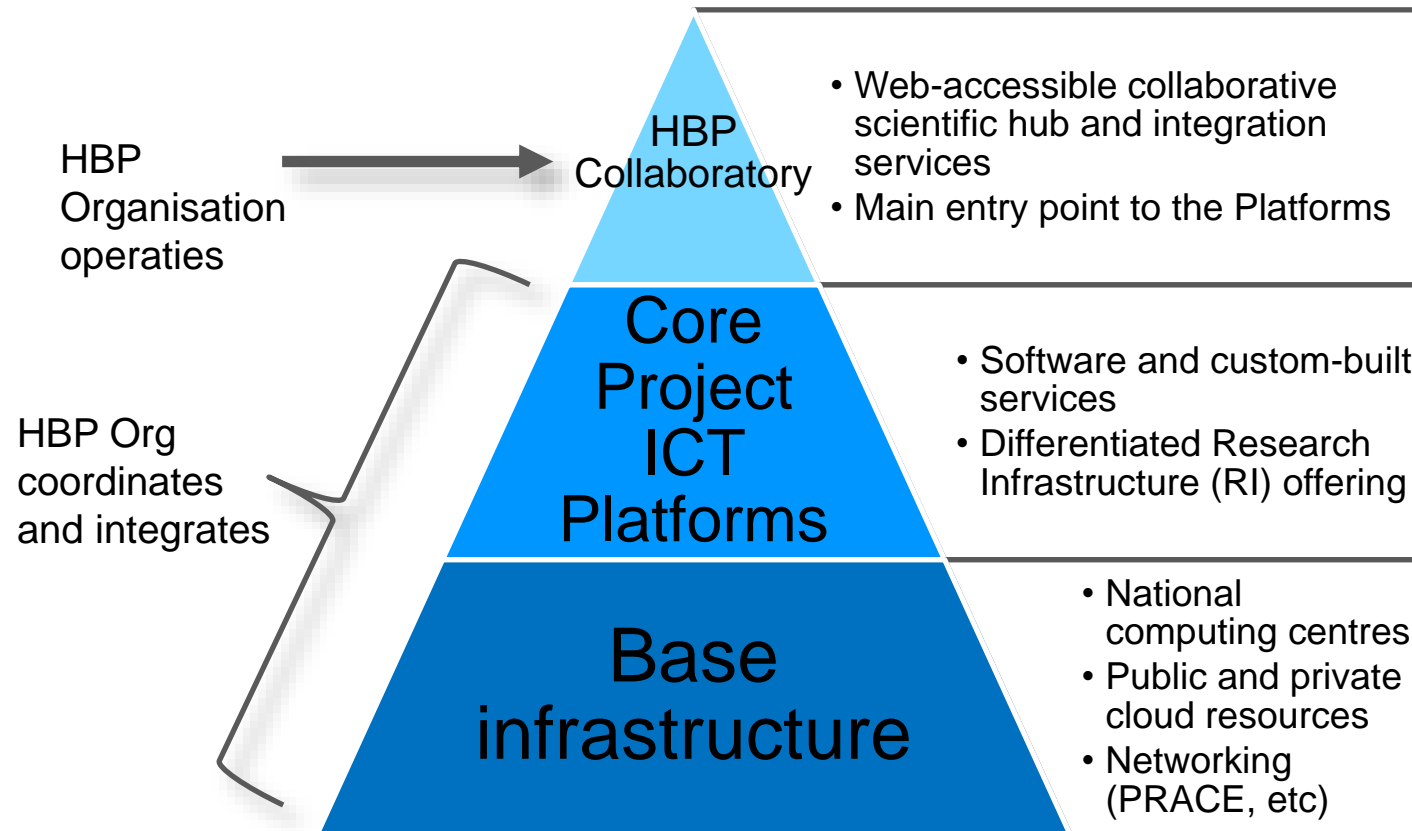 HBP
Organisation
operaties
HBP Org
coordinates
and integrates
HBP
Collaboratory
Core
Project
ICT
Platforms
Base
infrastructure
• Web-accessible collaborative
scientific hub and integration
services
• Main entry point to the Platforms
• Software and custom-built
services
• Differentiated Research
Infrastructure (RI) offering
• National
computing centres
• Public and private
cloud resources
• Networking
(PRACE, etc)